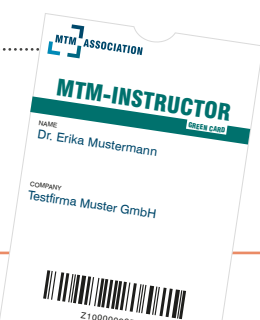 MTM ASSOCIATION
MTM-INSTRUCTOR
GREEN CARD
NAME
Dr. Erika Mustermann
COMPANY
Testfirma Muster GmbH